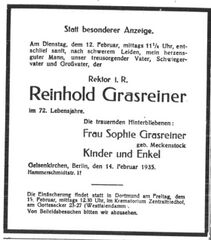 Statt besonderer Anzeige.
Am Dienstag, dem 12. Februar, mittags 11¼ Uhr, ent-
schlief sanft, nach schwerem Leiden, mein herzens-
guter Mann, unser treusorgender Vater, Schwieger-
vater und Großvater, der
Rektor i. R.
Reinhold Grasreiner
im 72. Lebensjahre.
Die trauernden Hinterbliebenen:
Frau Sophie Grasreiner
geb. Meckenstock
Kinder und Enkel
Gelsenkirchen, Berlin, den 14. Februar 1935.
Hammerschmidtstr.
Die Einäscherung findet statt in Dortmund am Freitag, dem
15. Februar, mittags 12.30 Uhr, im Krematorium Zentralfriedhof,
am Gottesacker 23-27 (Westfalendamm
Von Beileidsbesuchen bitten wir abzusehen.